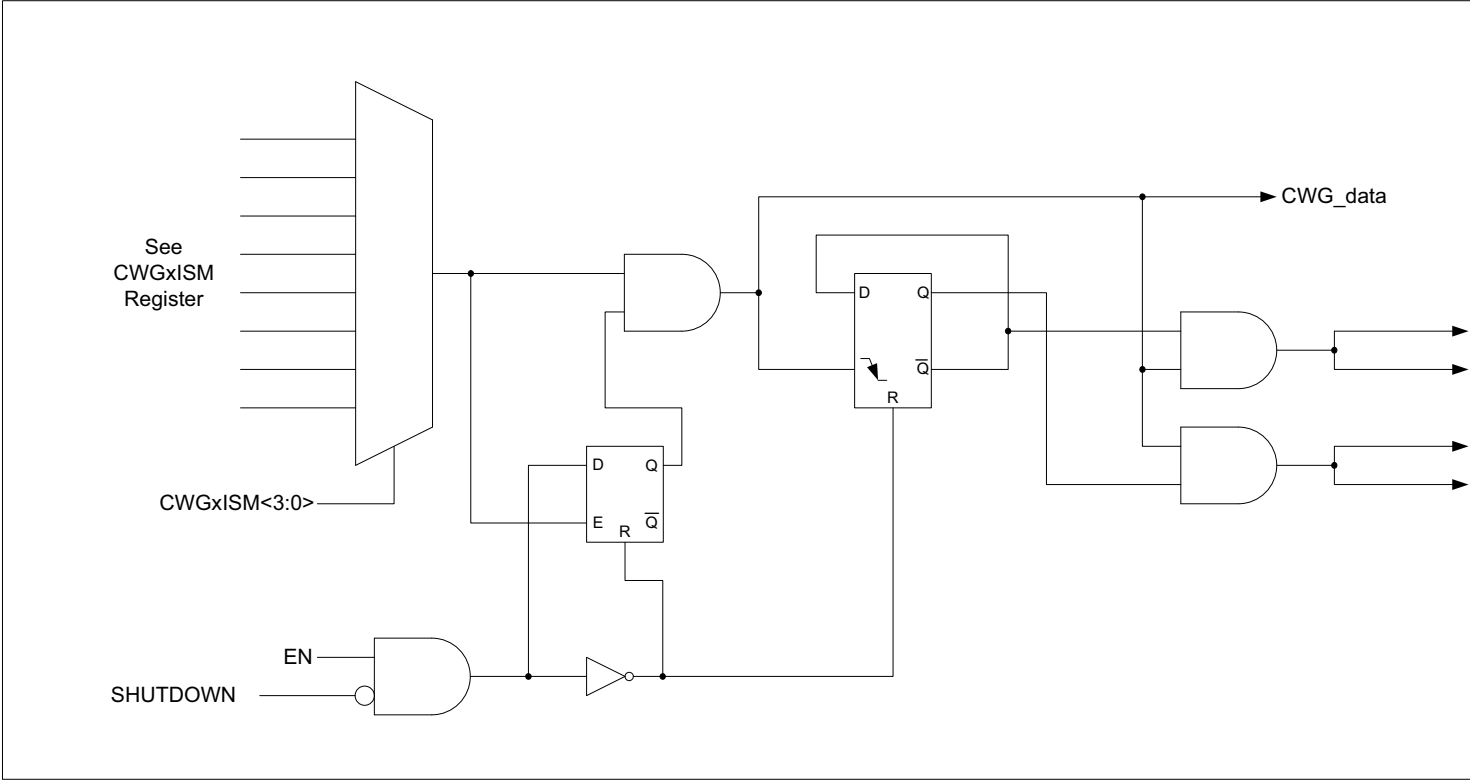 CWG_data
See
CWGxISM
Register
D
Q
Q̅
R
CWGxISM<3:0>
D
Q
E
Q̅
R
EN
SHUTDOWN